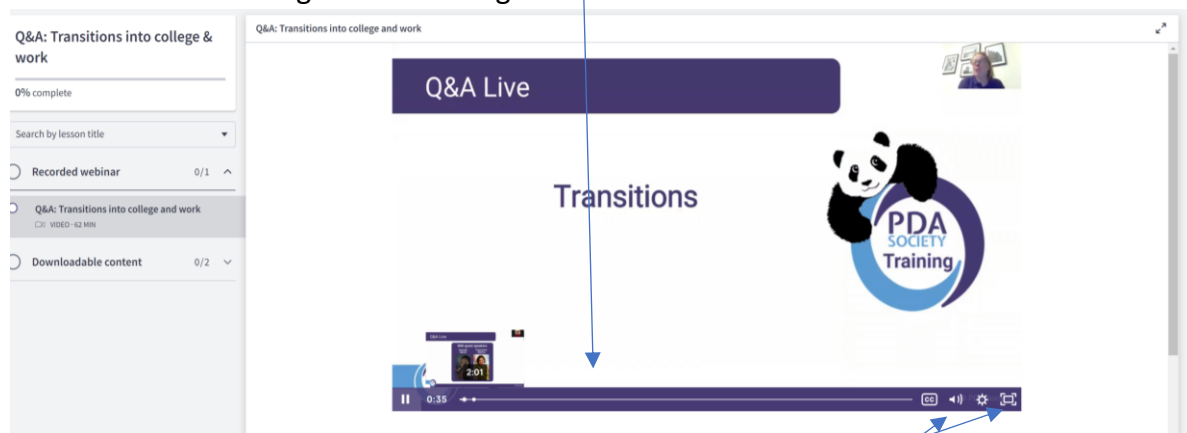 Q&A: Transitions into college &
work
0% complete
Search by lesson title
Recorded webinar 0/1
Q&A: Transitions into college and work
VIDEO · 62 MIN
Downloadable content 0/2
Q&A: Transitions into college and work
Q&A Live
Transitions
PDA
SOCIETY
Training
Q&A Live
2:01
0:35
CC